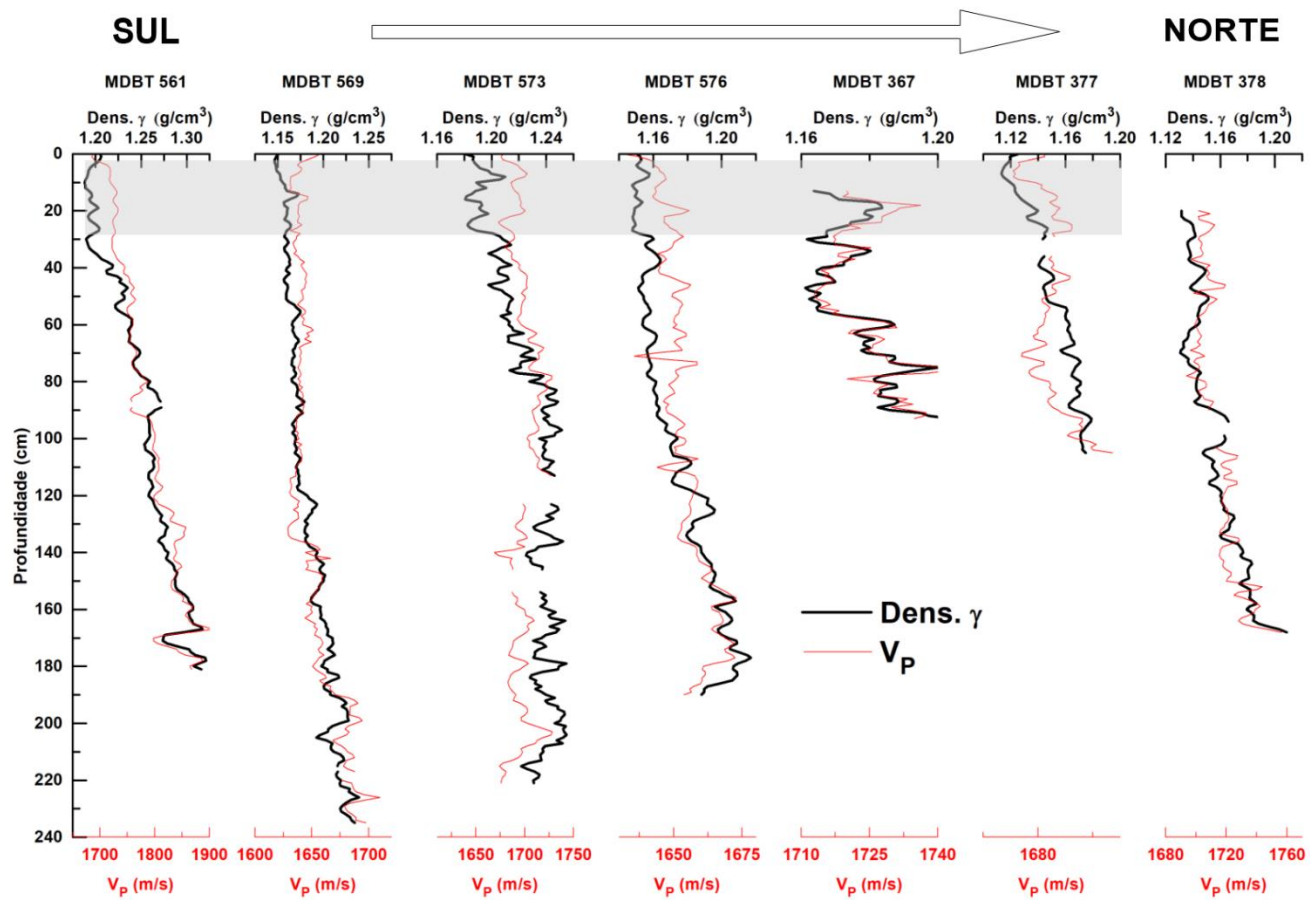 SUL NORTE
MDBT 561 MDBT 569 MDBT 573 MDBT 576 MDBT 367 MDBT 377 MDBT 378
Dens. γ (g/cm³) Dens. γ (g/cm³) Dens. γ (g/cm³) Dens. γ (g/cm³) Dens. γ (g/cm³) Dens. γ (g/cm³) Dens. γ (g/cm³)
1.20 1.25 1.30 1.15 1.20 1.25 1.16 1.20 1.24 1.16 1.20 1.16 1.20 1.12 1.16 1.20 1.12 1.16 1.20
0
20
40
60
80
100
120
140
160
180
200
220
240
Profundidade (cm)
Dens. γ
VP
1700 1800 1900 1600 1650 1700 1650 1700 1750 1650 1675 1710 1725 1740 1680 1680 1720 1760
VP (m/s) VP (m/s) VP (m/s) VP (m/s) VP (m/s) VP (m/s) VP (m/s)